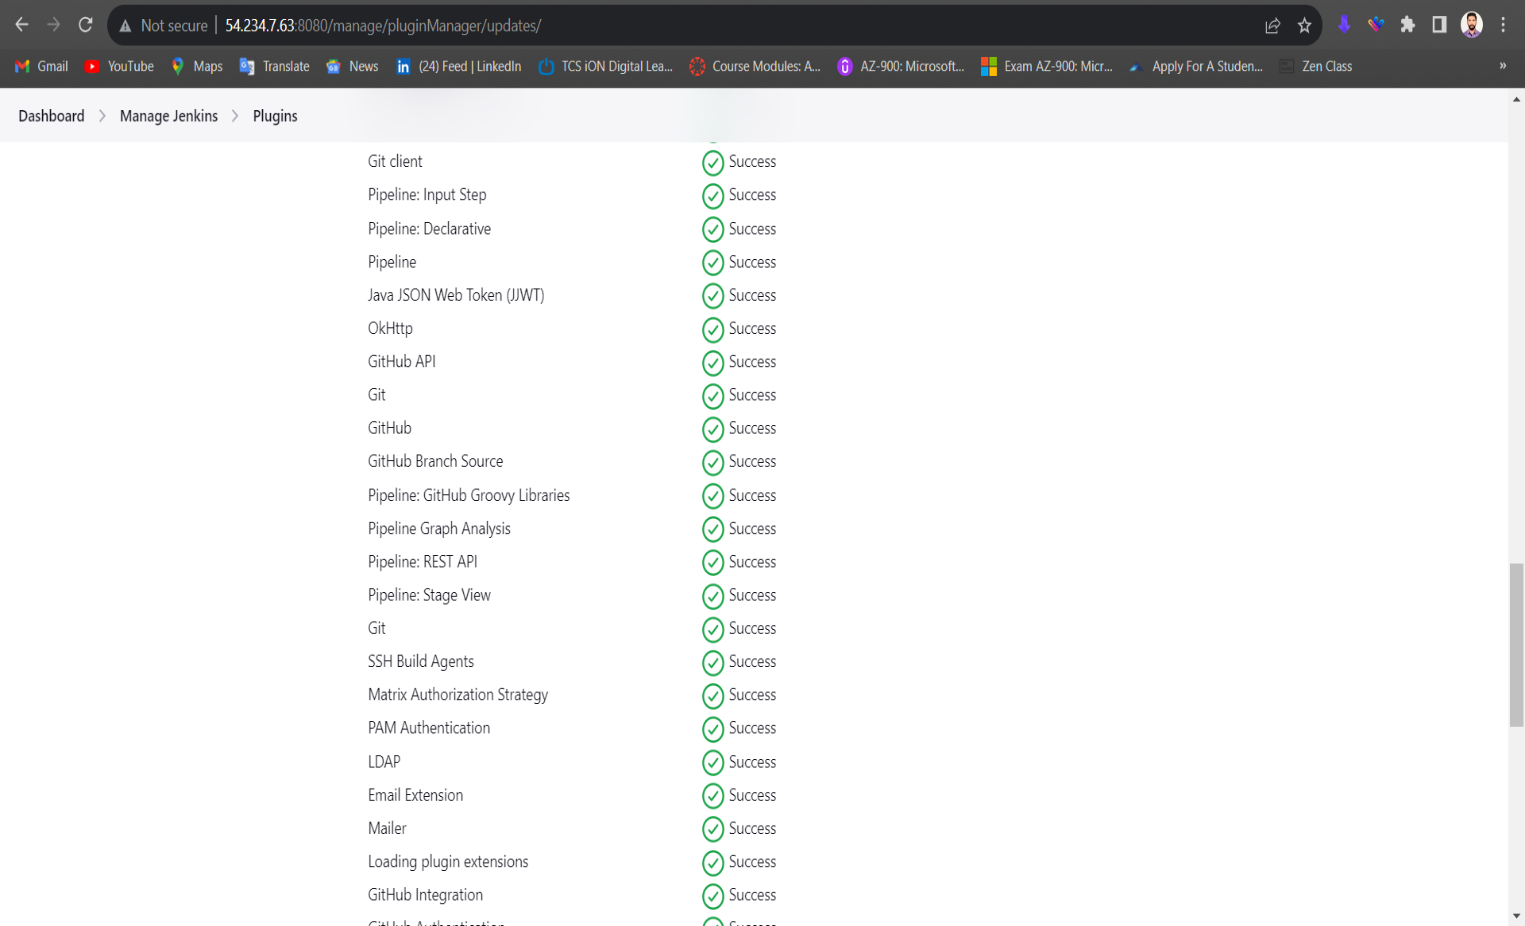 Not secure 54.234.7.63:8080/manage/pluginManager/updates/
Gmail YouTube Maps Translate News (24) Feed | LinkedIn TCS iON Digital Lea... Course Modules: A... AZ-900: Microsoft... Exam AZ-900: Micr... Apply For A Studen... Zen Class »
Dashboard Manage Jenkins Plugins
Git client Success
Pipeline: Input Step Success
Pipeline: Declarative Success
Pipeline Success
Java JSON Web Token (JJWT) Success
OkHttp Success
GitHub API Success
Git Success
GitHub Success
GitHub Branch Source Success
Pipeline: GitHub Groovy Libraries Success
Pipeline Graph Analysis Success
Pipeline: REST API Success
Pipeline: Stage View Success
Git Success
SSH Build Agents Success
Matrix Authorization Strategy Success
PAM Authentication Success
LDAP Success
Email Extension Success
Mailer Success
Loading plugin extensions Success
GitHub Integration Success
GitHub Authentication Success